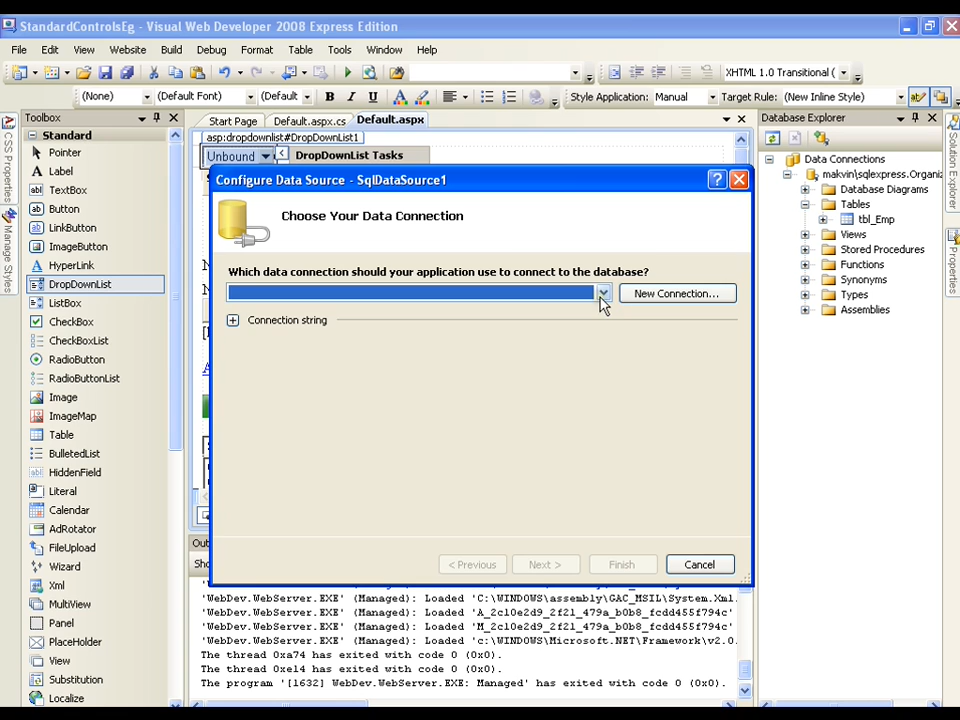 StandardControlsEg - Visual Web Developer 2008 Express Edition
File Edit View Website Build Debug Format Table Tools Window Help
XHTML 1.0 Transitional (
(None) (Default Font) (Default B I U A Style Application: Manual Target Rule: (New Inline Style)
Toolbox
Start Page Default.aspx.cs Default.aspx
Database Explorer
CSS Properties
Manage Styles
Solution Explorer
Properties
Standard
Pointer
Label
TextBox
Button
LinkButton
ImageButton
HyperLink
DropDownList
ListBox
CheckBox
CheckBoxList
RadioButton
RadioButtonList
Image
ImageMap
Table
BulletedList
HiddenField
Literal
Calendar
AdRotator
FileUpload
Wizard
Xml
MultiView
Panel
PlaceHolder
View
Substitution
Localize
asp:dropdownlist#DropDownList1
Unbound DropDownList Tasks
Configure Data Source - SqlDataSource1
Choose Your Data Connection
Which data connection should your application use to connect to the database?
New Connection...
Connection string
< Previous Next > Finish Cancel
Data Connections
makvin\sqlexpress.Organiz
Database Diagrams
Tables
tbl_Emp
Views
Stored Procedures
Functions
Synonyms
Types
Assemblies
Out
Sho
'WebDev.WebServer.EXE' (Managed): Loaded 'C:\WINDOWS\assembly\GAC_MSIL\System.Xml.
'WebDev.WebServer.EXE' (Managed): Loaded 'A_2c10e2d9_2f21_479a_b0b8_fcdd455f794c'
'WebDev.WebServer.EXE' (Managed): Loaded 'M_2c10e2d9_2f21_479a_b0b8_fcdd455f794c'
'WebDev.WebServer.EXE' (Managed): Loaded 'c:\WINDOWS\Microsoft.NET\Framework\v2.0.
The thread 0xa74 has exited with code 0 (0x0).
The thread 0xe14 has exited with code 0 (0x0).
The program '[1632] WebDev.WebServer.EXE: Managed' has exited with code 0 (0x0).